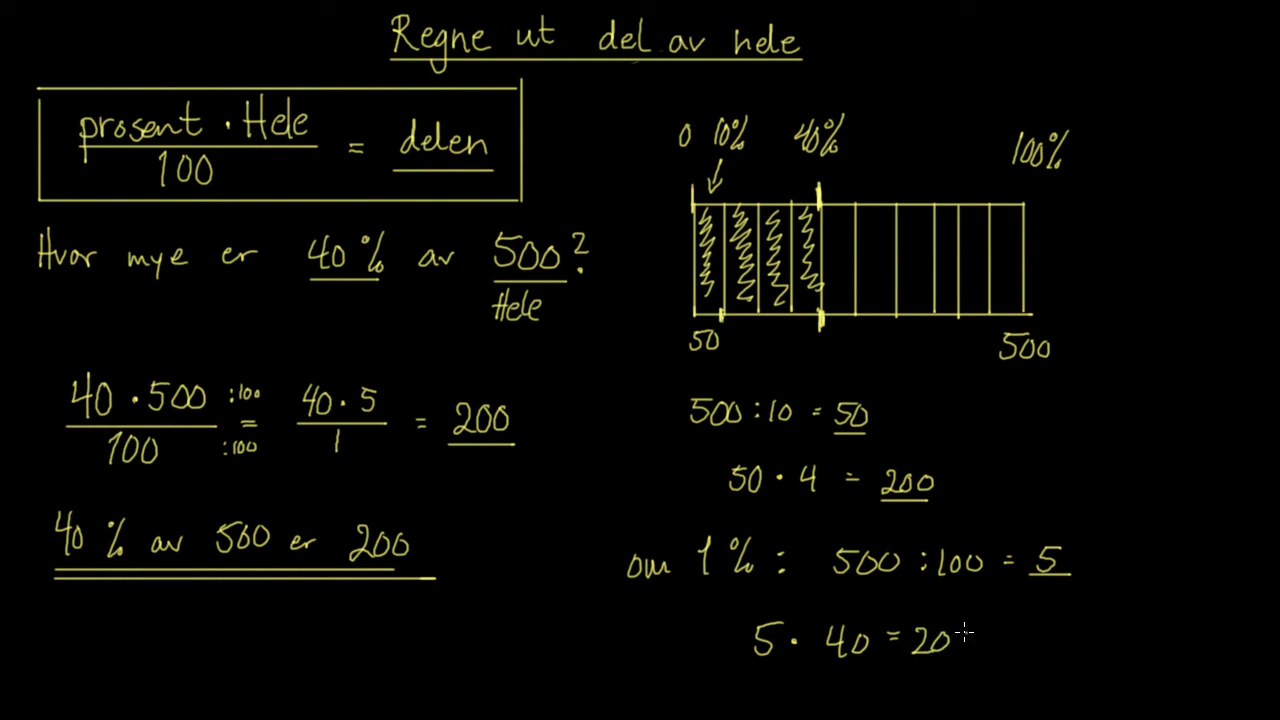 Regne ut del av hele
prosent · Hele
100
= delen
Hvor mye er 40% av 500?
Hele
40 · 500 :100
100 :100
=
40 · 5
1
= 200
40 % av 500 er 200
0 10% 40% 100%
50 500
500 : 10 = 50
50 · 4 = 200
om 1 % : 500 : 100 = 5
5 · 40 = 20